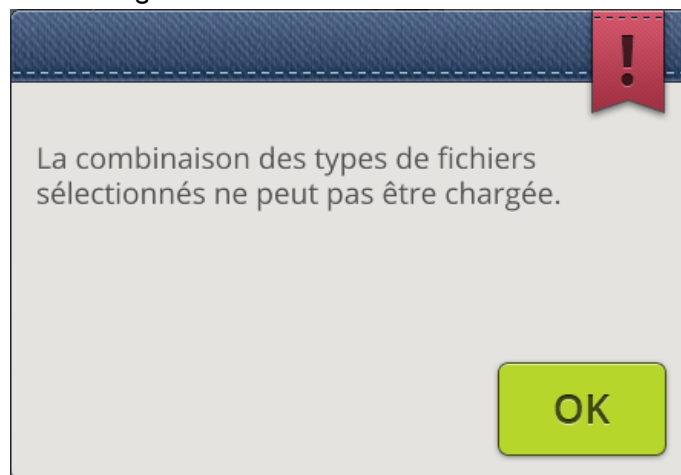 !
La combinaison des types de fichiers
sélectionnés ne peut pas être chargée.
OK